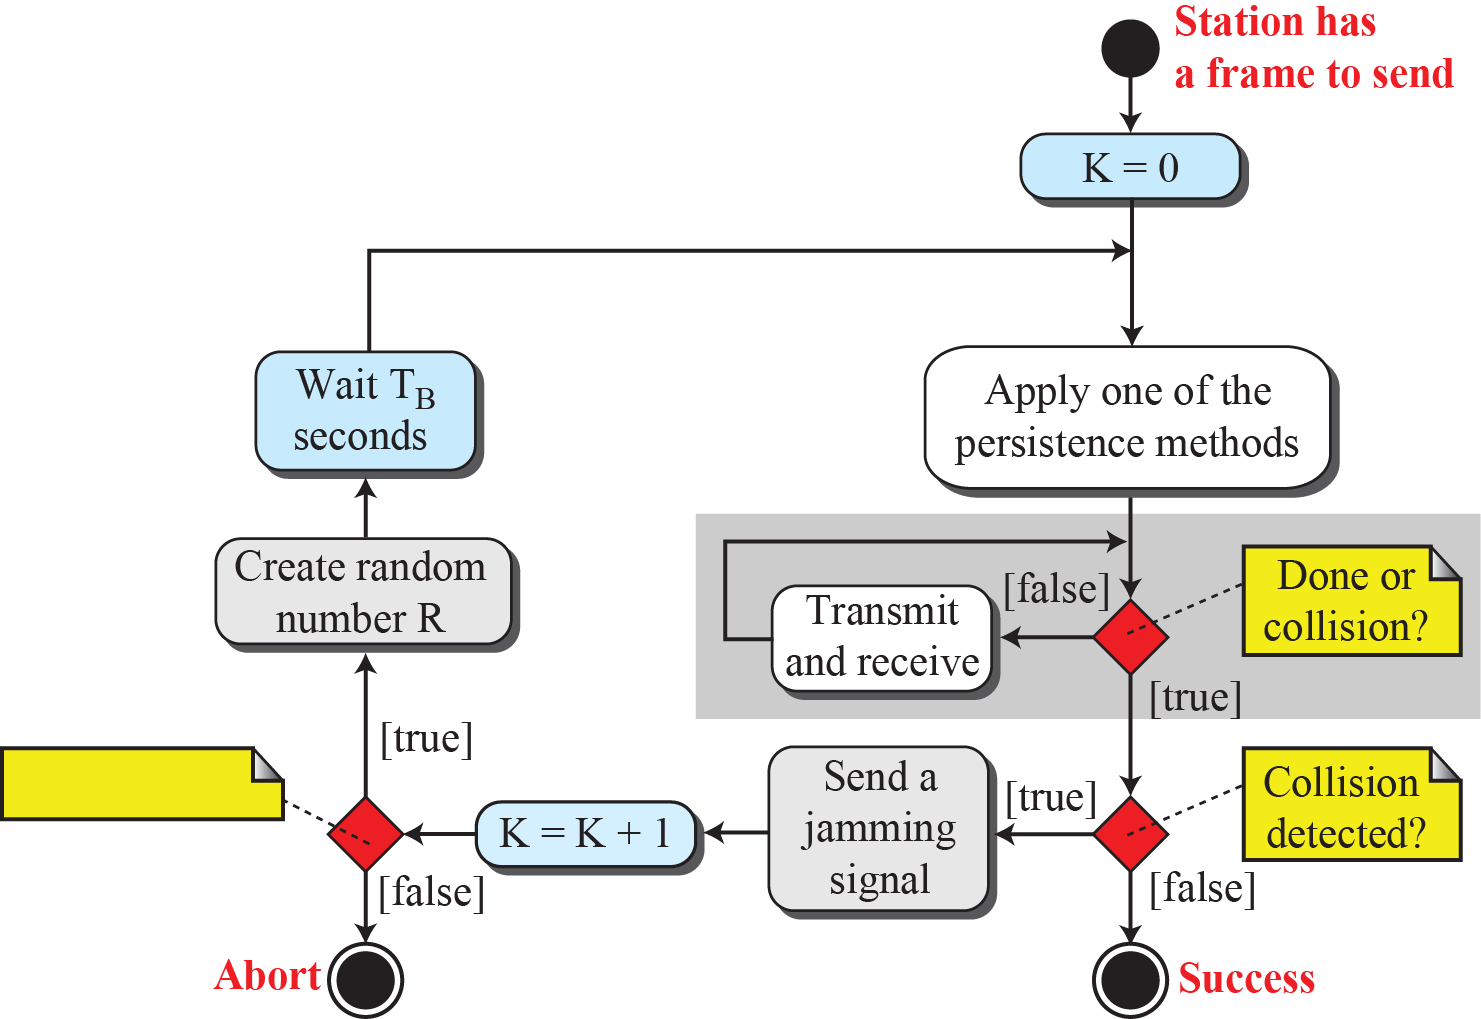 Station has
a frame to send
K = 0
Wait T_B
seconds
Apply one of the
persistence methods
Create random
number R
[false]
Transmit
and receive
Done or
collision?
[true]
[true]
Send a
jamming
signal
[true]
Collision
detected?
K = K + 1
[false]
[false]
Abort
Success